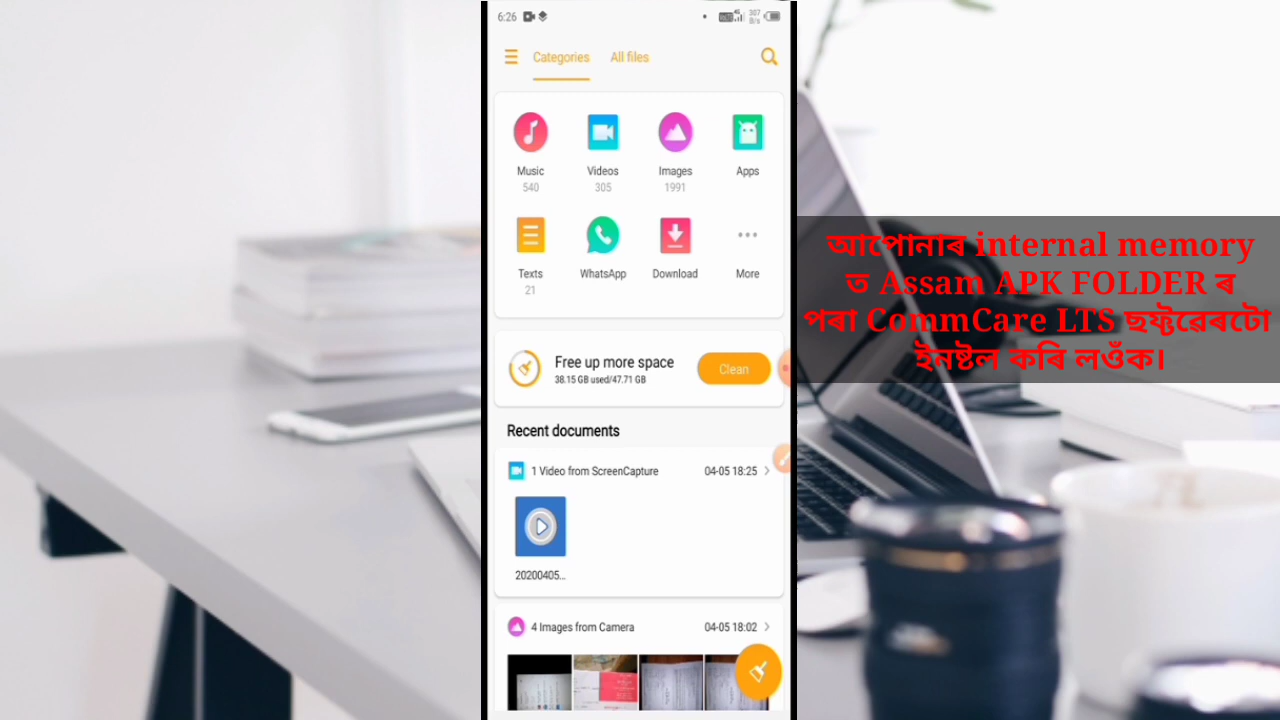 6:26
307
B/s
Categories All files
Music Videos Images Apps
540 305 1991
Texts WhatsApp Download More
21
Free up more space
38.15 GB used/47.71 GB
Clean
Recent documents
1 Video from ScreenCapture 04-05 18:25
20200405...
4 Images from Camera 04-05 18:02
আপোনাৰ internal memory
ত Assam APK FOLDER ৰ
পৰা CommCare LTS ছফ্টৱেৰটো
ইনষ্টল কৰি লওঁক।